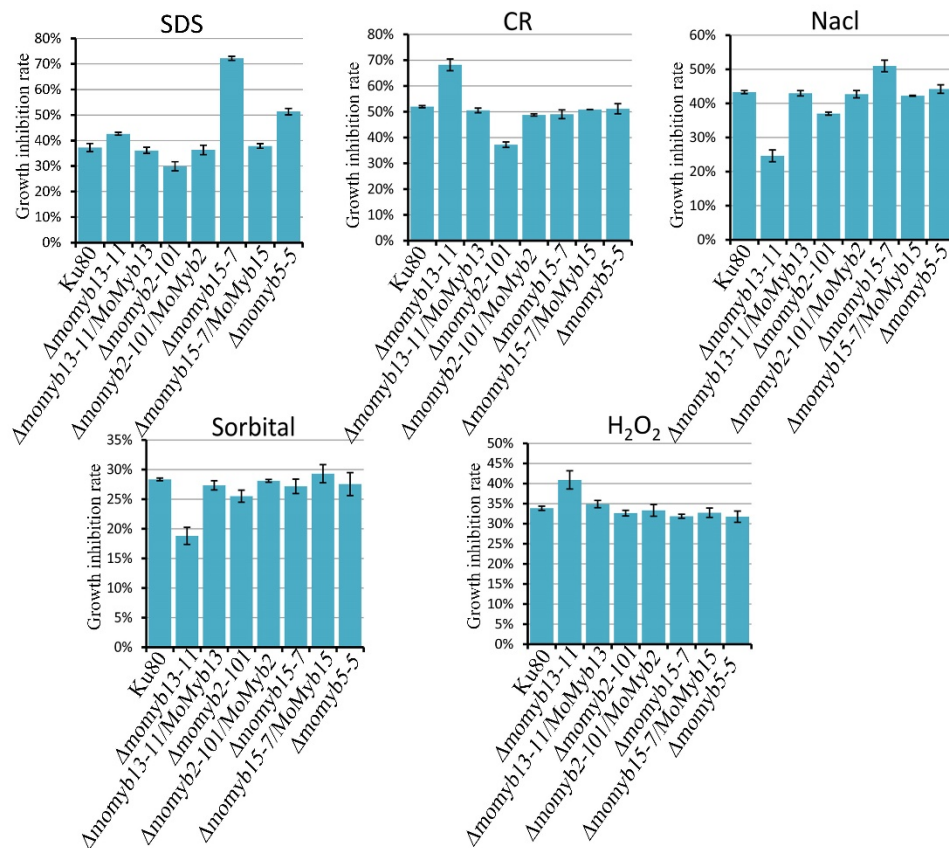 SDS
Growth inhibition rate
80%
70%
60%
50%
40%
30%
20%
10%
0%
Ku80
Δmomyb13-11
Δmomyb13-11/MoMyb13
Δmomyb2-101
Δmomyb2-101/MoMyb2
Δmomyb15-7
Δmomyb15-7/MoMyb15
Δmomyb5-5
CR
Growth inhibition rate
80%
70%
60%
50%
40%
30%
20%
10%
0%
Ku80
Δmomyb13-11
Δmomyb13-11/MoMyb13
Δmomyb2-101
Δmomyb2-101/MoMyb2
Δmomyb15-7
Δmomyb15-7/MoMyb15
Δmomyb5-5
Nacl
Growth inhibition rate
60%
50%
40%
30%
20%
10%
0%
Ku80
Δmomyb13-11
Δmomyb13-11/MoMyb13
Δmomyb2-101
Δmomyb2-101/MoMyb2
Δmomyb15-7
Δmomyb15-7/MoMyb15
Δmomyb5-5
Sorbital
Growth inhibition rate
35%
30%
25%
20%
15%
10%
5%
0%
Ku80
Δmomyb13-11
Δmomyb13-11/MoMyb13
Δmomyb2-101
Δmomyb2-101/MoMyb2
Δmomyb15-7
Δmomyb15-7/MoMyb15
Δmomyb5-5
H₂O₂
Growth inhibition rate
50%
45%
40%
35%
30%
25%
20%
15%
10%
5%
0%
Ku80
Δmomyb13-11
Δmomyb13-11/MoMyb13
Δmomyb2-101
Δmomyb2-101/MoMyb2
Δmomyb15-7
Δmomyb15-7/MoMyb15
Δmomyb5-5